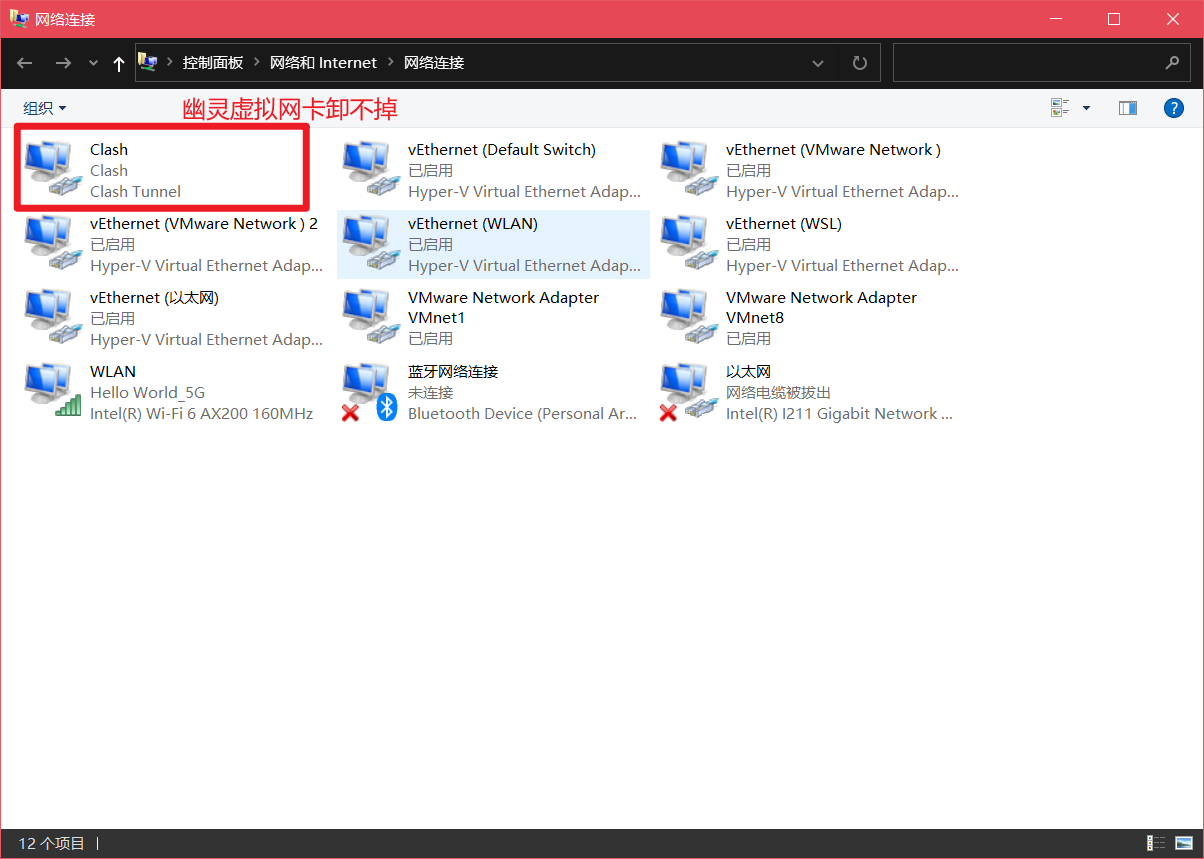 网络连接
控制面板 网络和 Internet 网络连接
组织
幽灵虚拟网卡卸不掉
Clash
Clash
Clash Tunnel
vEthernet (Default Switch)
已启用
Hyper-V Virtual Ethernet Adap...
vEthernet (VMware Network )
已启用
Hyper-V Virtual Ethernet Adap...
vEthernet (VMware Network ) 2
已启用
Hyper-V Virtual Ethernet Adap...
vEthernet (WLAN)
已启用
Hyper-V Virtual Ethernet Adap...
vEthernet (WSL)
已启用
Hyper-V Virtual Ethernet Adap...
vEthernet (以太网)
已启用
Hyper-V Virtual Ethernet Adap...
VMware Network Adapter
VMnet1
已启用
VMware Network Adapter
VMnet8
已启用
WLAN
Hello World_5G
Intel(R) Wi-Fi 6 AX200 160MHz
蓝牙网络连接
未连接
Bluetooth Device (Personal Ar...
以太网
网络电缆被拔出
Intel(R) I211 Gigabit Network ...
12 个项目